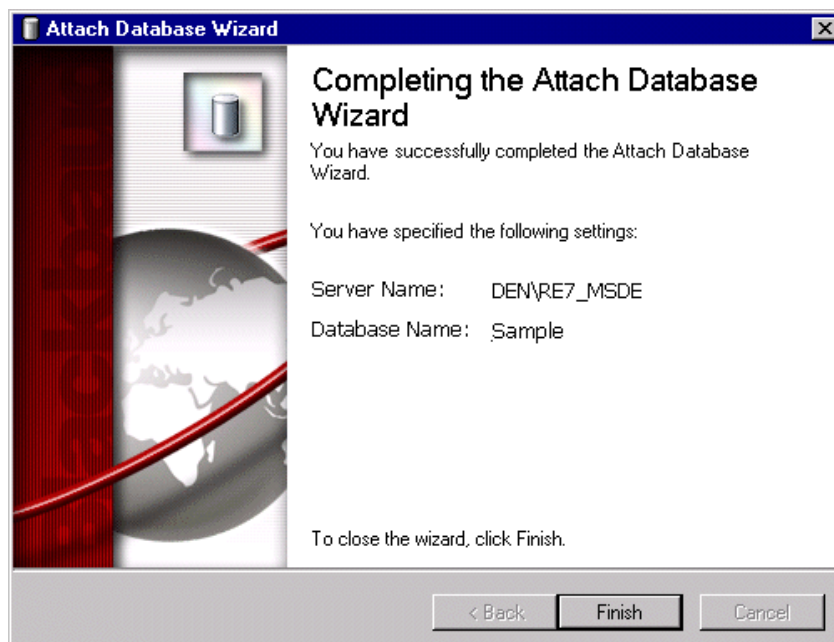 Attach Database Wizard
Completing the Attach Database
Wizard
You have successfully completed the Attach Database
Wizard.
You have specified the following settings:
Server Name: DEN\RE7_MSDE
Database Name: Sample
To close the wizard, click Finish.
< Back Finish Cancel
blackbaud